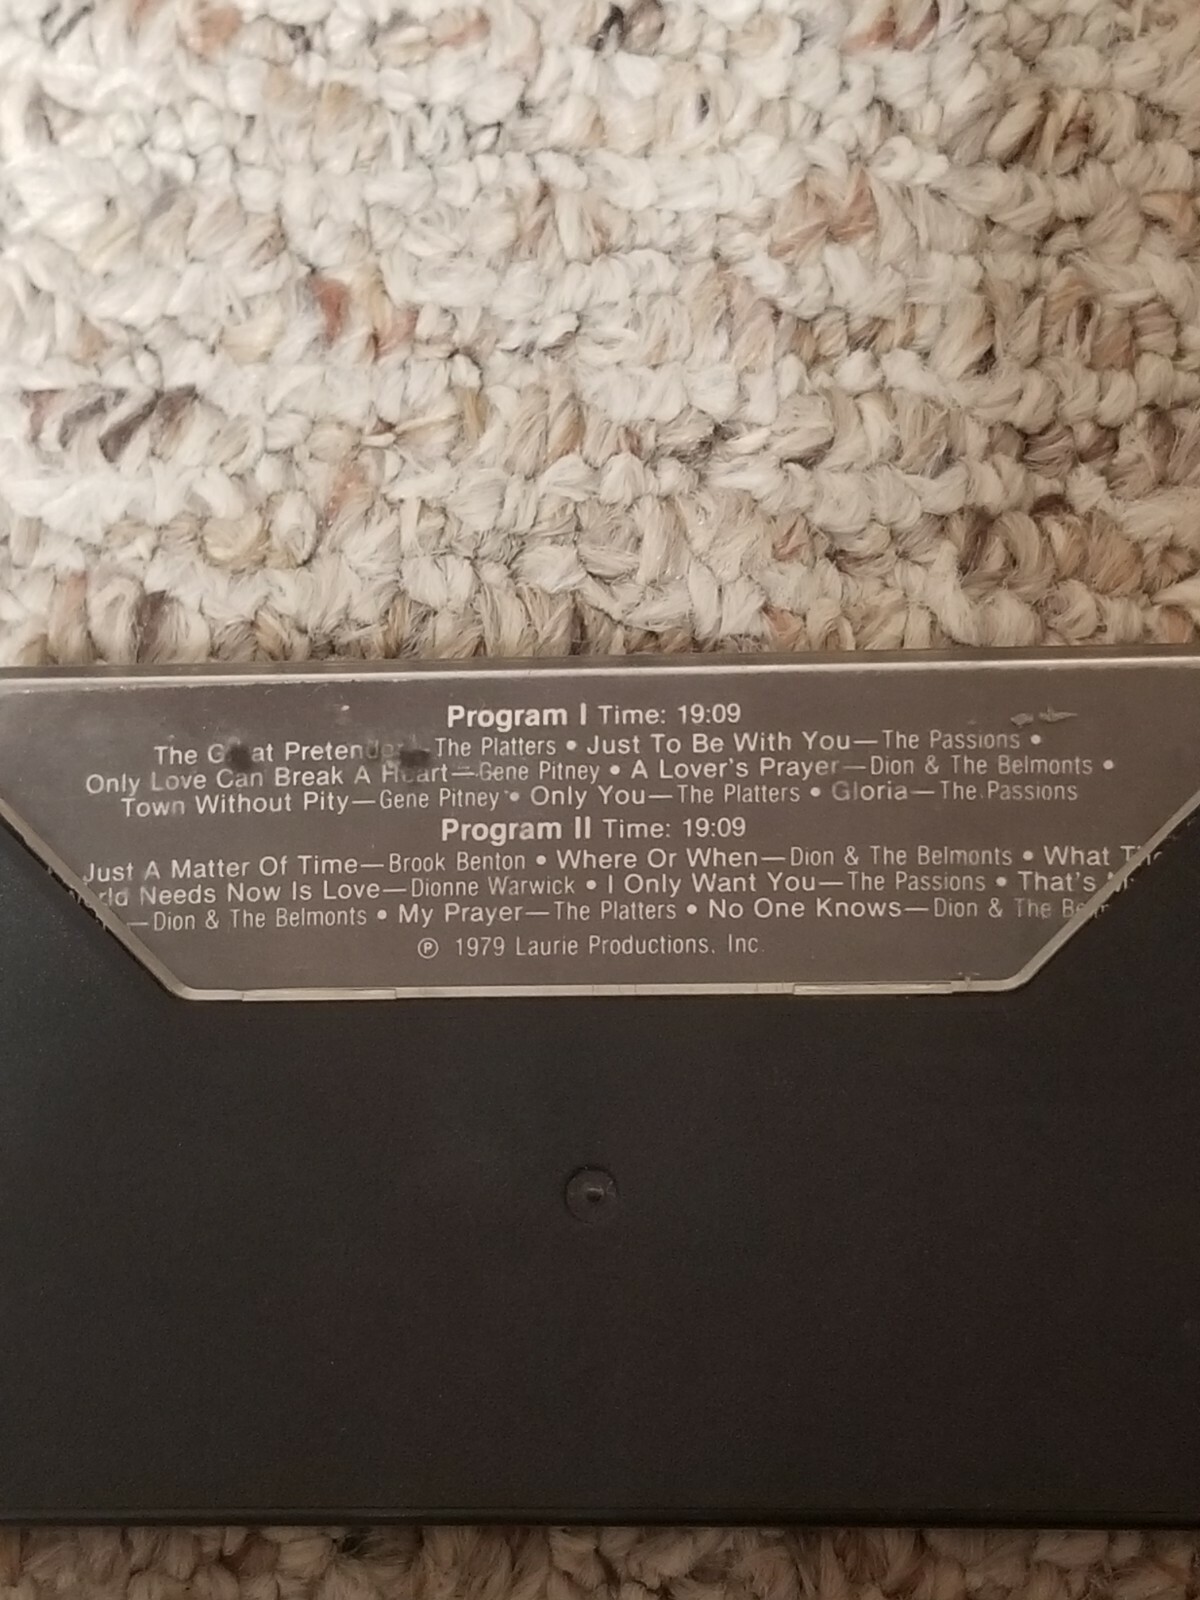 Program I Time: 19:09
The Pretender—The Platters • Just To Be With You—The Passions •
Only Love Can Break A Heart—Gene Pitney • A Lover's Prayer—Dion & The Belmonts •
Town Without Pity—Gene Pitney • Only You—The Platters • Gloria—The Passions
Program II Time: 19:09
Just A Matter Of Time—Brook Benton • Where Or When—Dion & The Belmonts • What
Needs Now Is Love—Dionne Warwick • I Only Want You—The Passions • That's
—Dion & The Belmonts • My Prayer—The Platters • No One Knows—Dion & The
℗ 1979 Laurie Productions, Inc.